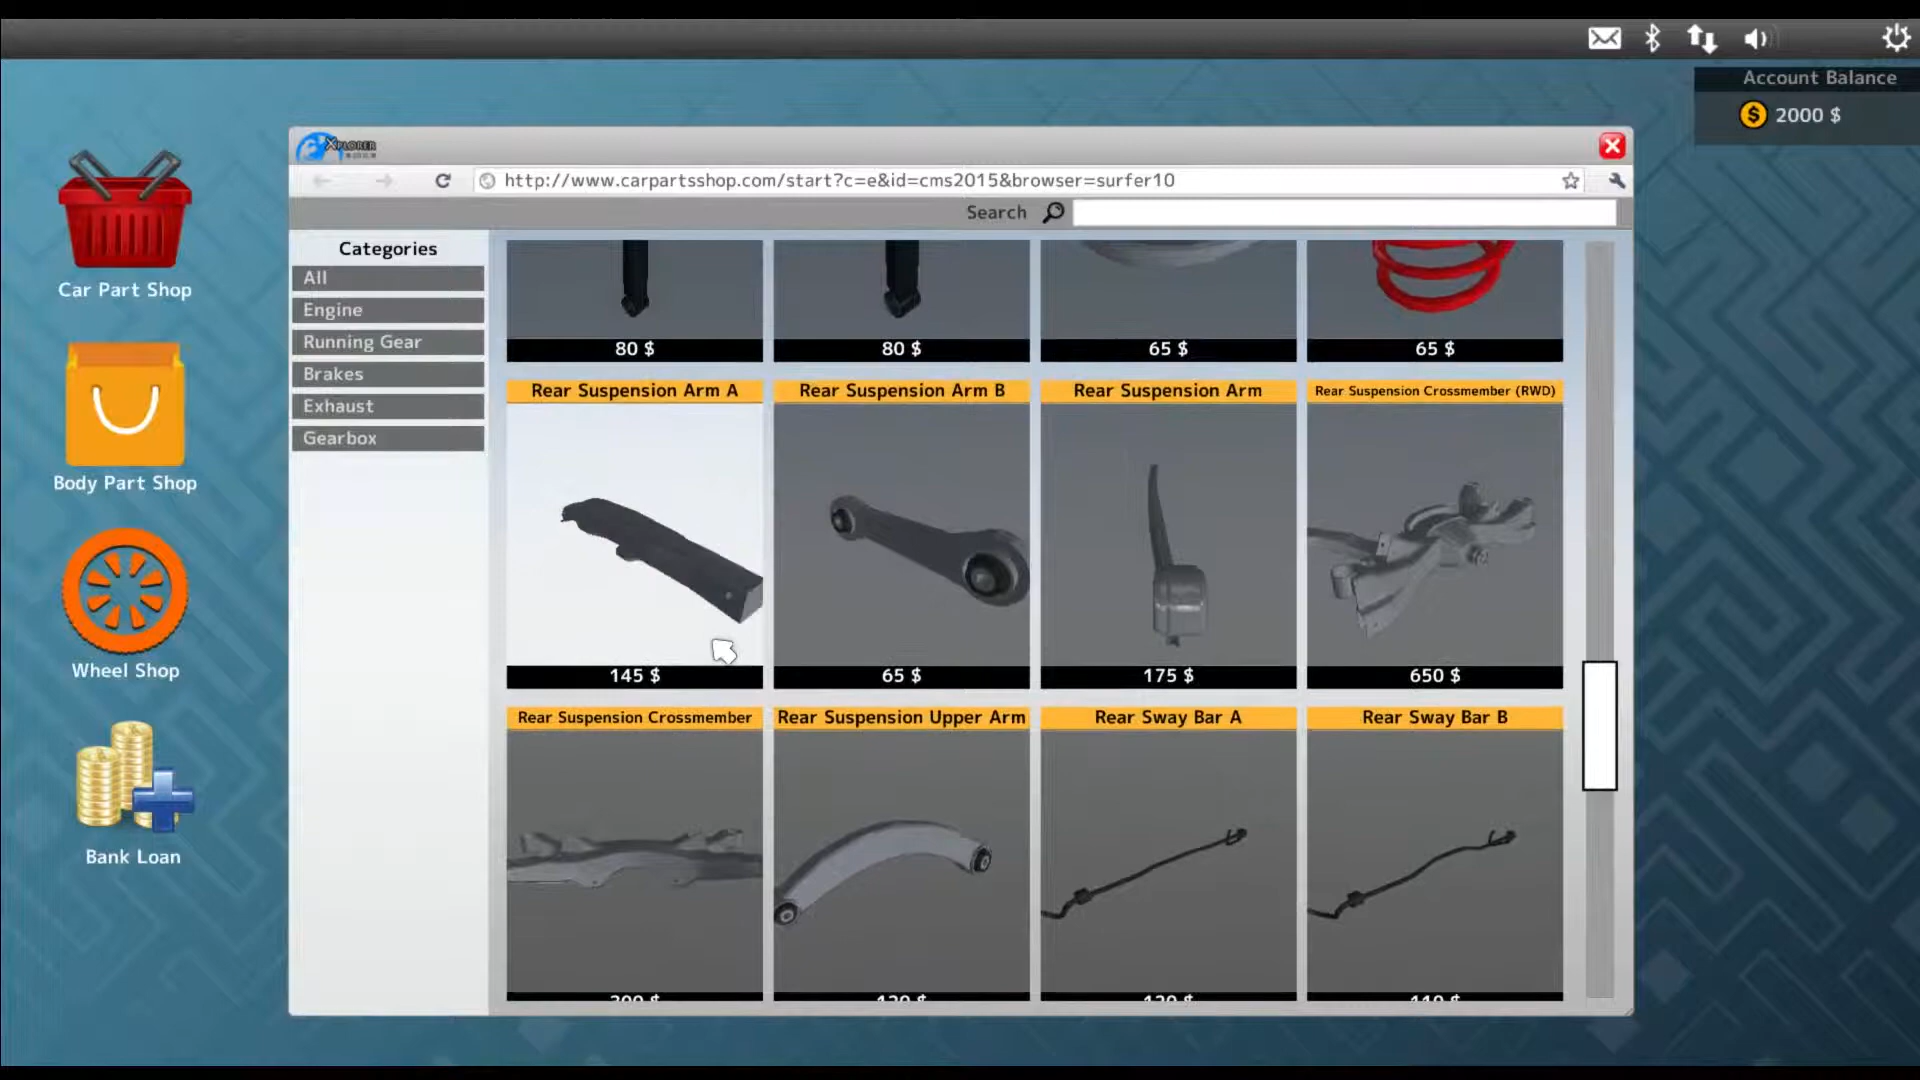 Account Balance
2000 $
XPLORER
http://www.carpartsshop.com/start?c=e&id=cms2015&browser=surfer10
Search
Categories
All
Engine
Running Gear
Brakes
Exhaust
Gearbox
Car Part Shop
Body Part Shop
Wheel Shop
Bank Loan
80 $
80 $
65 $
65 $
Rear Suspension Arm A
Rear Suspension Arm B
Rear Suspension Arm
Rear Suspension Crossmember (RWD)
145 $
65 $
175 $
650 $
Rear Suspension Crossmember
Rear Suspension Upper Arm
Rear Sway Bar A
Rear Sway Bar B